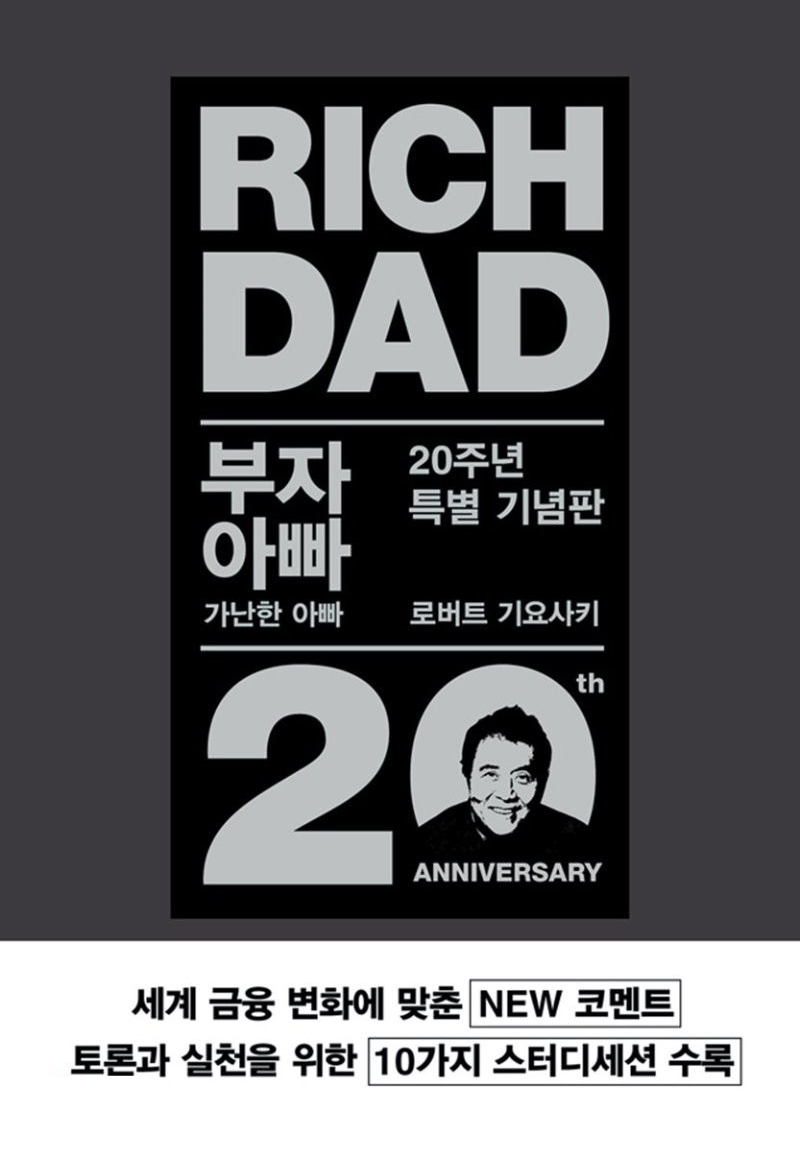 RICH
DAD
부자
아빠
가난한 아빠
20주년
특별 기념판
로버트 기요사키
20th
ANNIVERSARY
세계 금융 변화에 맞춘 NEW 코멘트
토론과 실천을 위한 10가지 스터디세션 수록